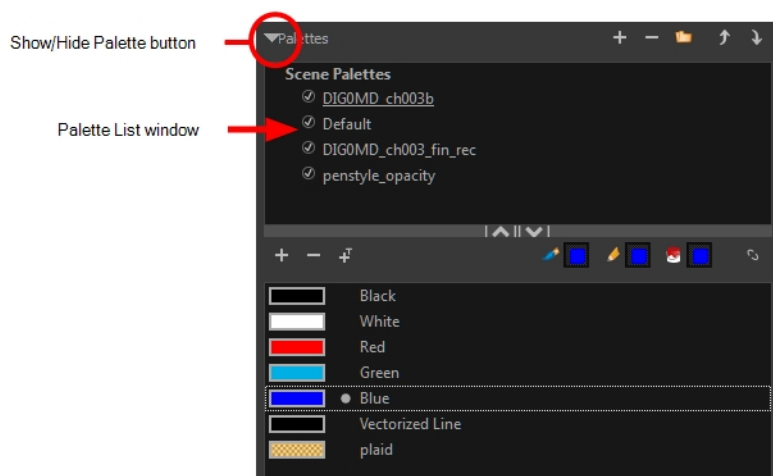 Show/Hide Palette button
Palettes
Scene Palettes
DIG0MD_ch003b
Palette List window
Default
DIG0MD_ch003_fin_rec
penstyle_opacity
Black
White
Red
Green
Blue
Vectorized Line
plaid